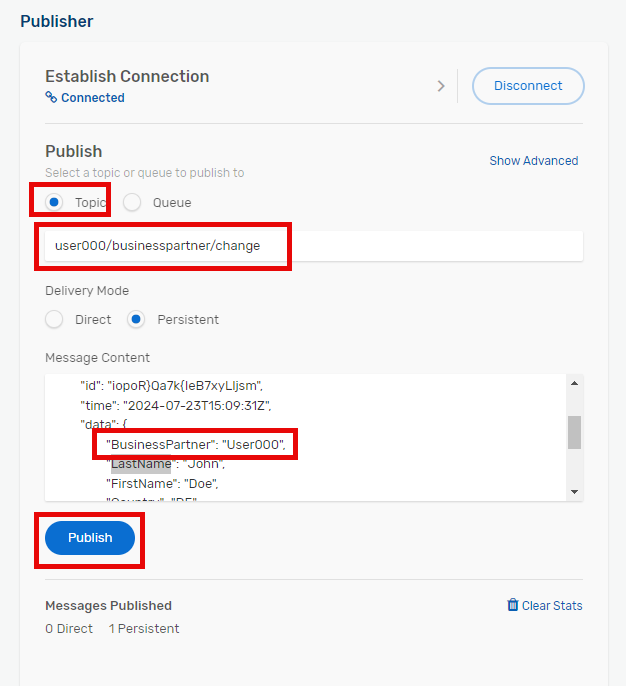 Publisher
Establish Connection
Connected
Disconnect
Publish
Select a topic or queue to publish to
Show Advanced
Topic
Queue
user000/businesspartner/change
Delivery Mode
Direct
Persistent
Message Content
"id": "iopoR}Qa7k{IeB7xyLljsm",
"time": "2024-07-23T15:09:31Z",
"data": {
"BusinessPartner": "User000",
"LastName": "John",
"FirstName": "Doe",
"Country": "DE"
Publish
Messages Published
Clear Stats
0 Direct 1 Persistent